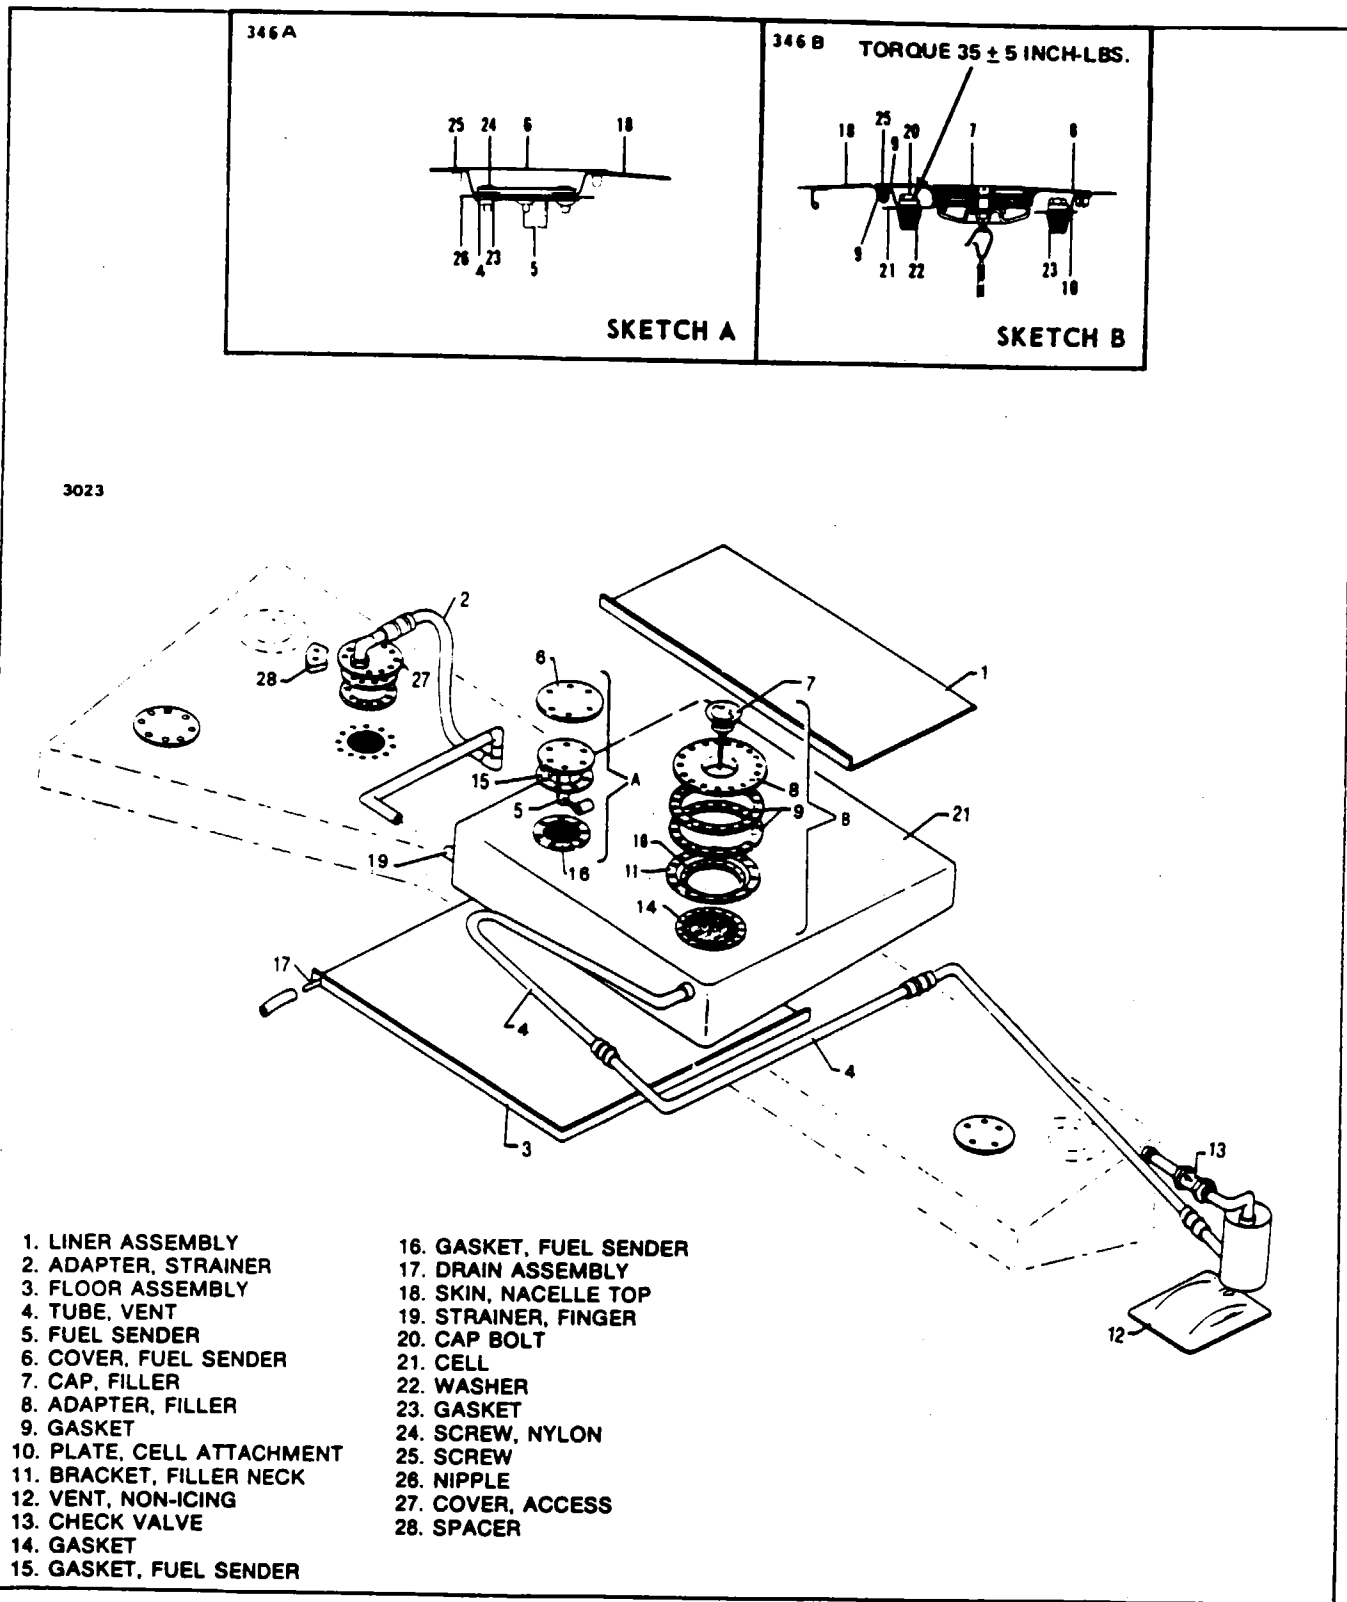 346A
25 24 6 18
26 4 23 5
SKETCH A
346B TORQUE 35 ± 5 INCH-LBS.
18 25 9 20 7 8
9 21 22 23 10
SKETCH B
3023
2
28
27
6
7
1
15
A
8
5
9
B
21
10
19
16
11
14
17
4
4
3
13
12
1. LINER ASSEMBLY
2. ADAPTER, STRAINER
3. FLOOR ASSEMBLY
4. TUBE, VENT
5. FUEL SENDER
6. COVER, FUEL SENDER
7. CAP, FILLER
8. ADAPTER, FILLER
9. GASKET
10. PLATE, CELL ATTACHMENT
11. BRACKET, FILLER NECK
12. VENT, NON-ICING
13. CHECK VALVE
14. GASKET
15. GASKET, FUEL SENDER
16. GASKET, FUEL SENDER
17. DRAIN ASSEMBLY
18. SKIN, NACELLE TOP
19. STRAINER, FINGER
20. CAP BOLT
21. CELL
22. WASHER
23. GASKET
24. SCREW, NYLON
25. SCREW
26. NIPPLE
27. COVER, ACCESS
28. SPACER